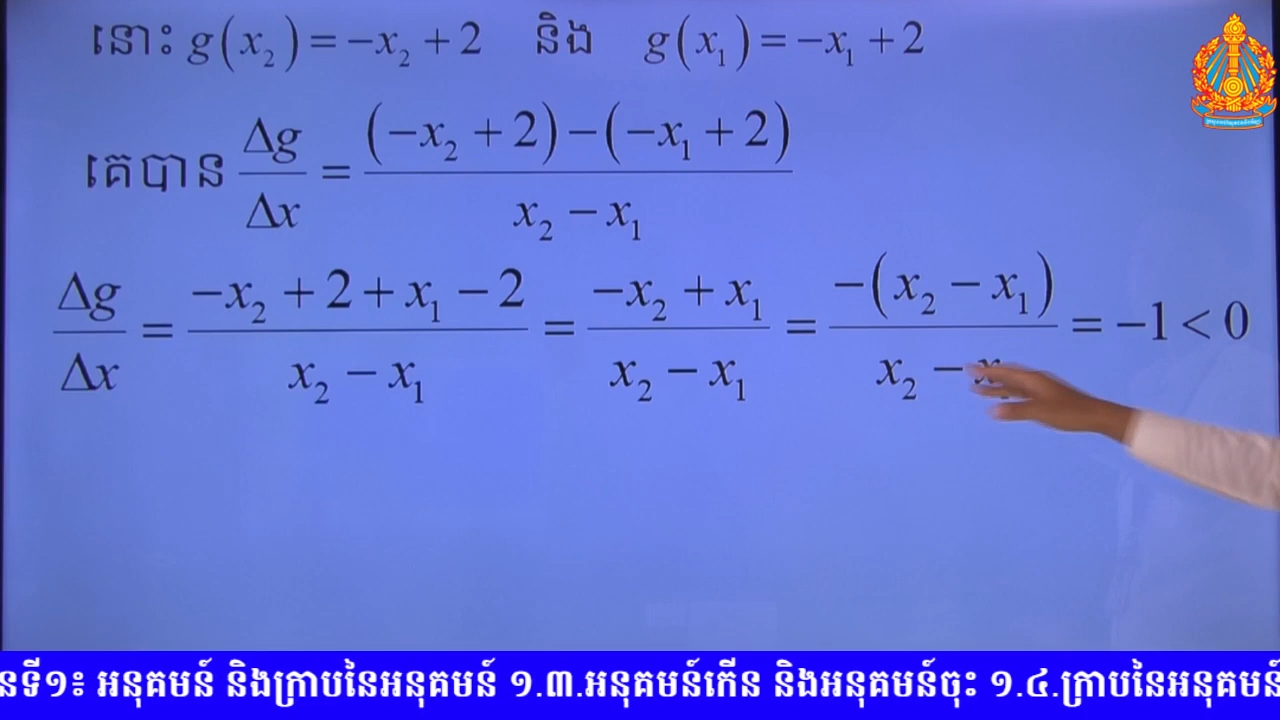 នោះ g(x₂) = −x₂ + 2 និង g(x₁) = −x₁ + 2
គេបាន Δg/Δx = ((−x₂ + 2) − (−x₁ + 2))/(x₂ − x₁)
Δg/Δx = (−x₂ + 2 + x₁ − 2)/(x₂ − x₁) = (−x₂ + x₁)/(x₂ − x₁) = −(x₂ − x₁)/(x₂ − x₁) = −1 < 0
នទី១៖ អនុគមន៍ និងក្រាបនៃអនុគមន៍ ១.៣.អនុគមន៍កើន និងអនុគមន៍ចុះ ១.៤.ក្រាបនៃអនុគមន៍